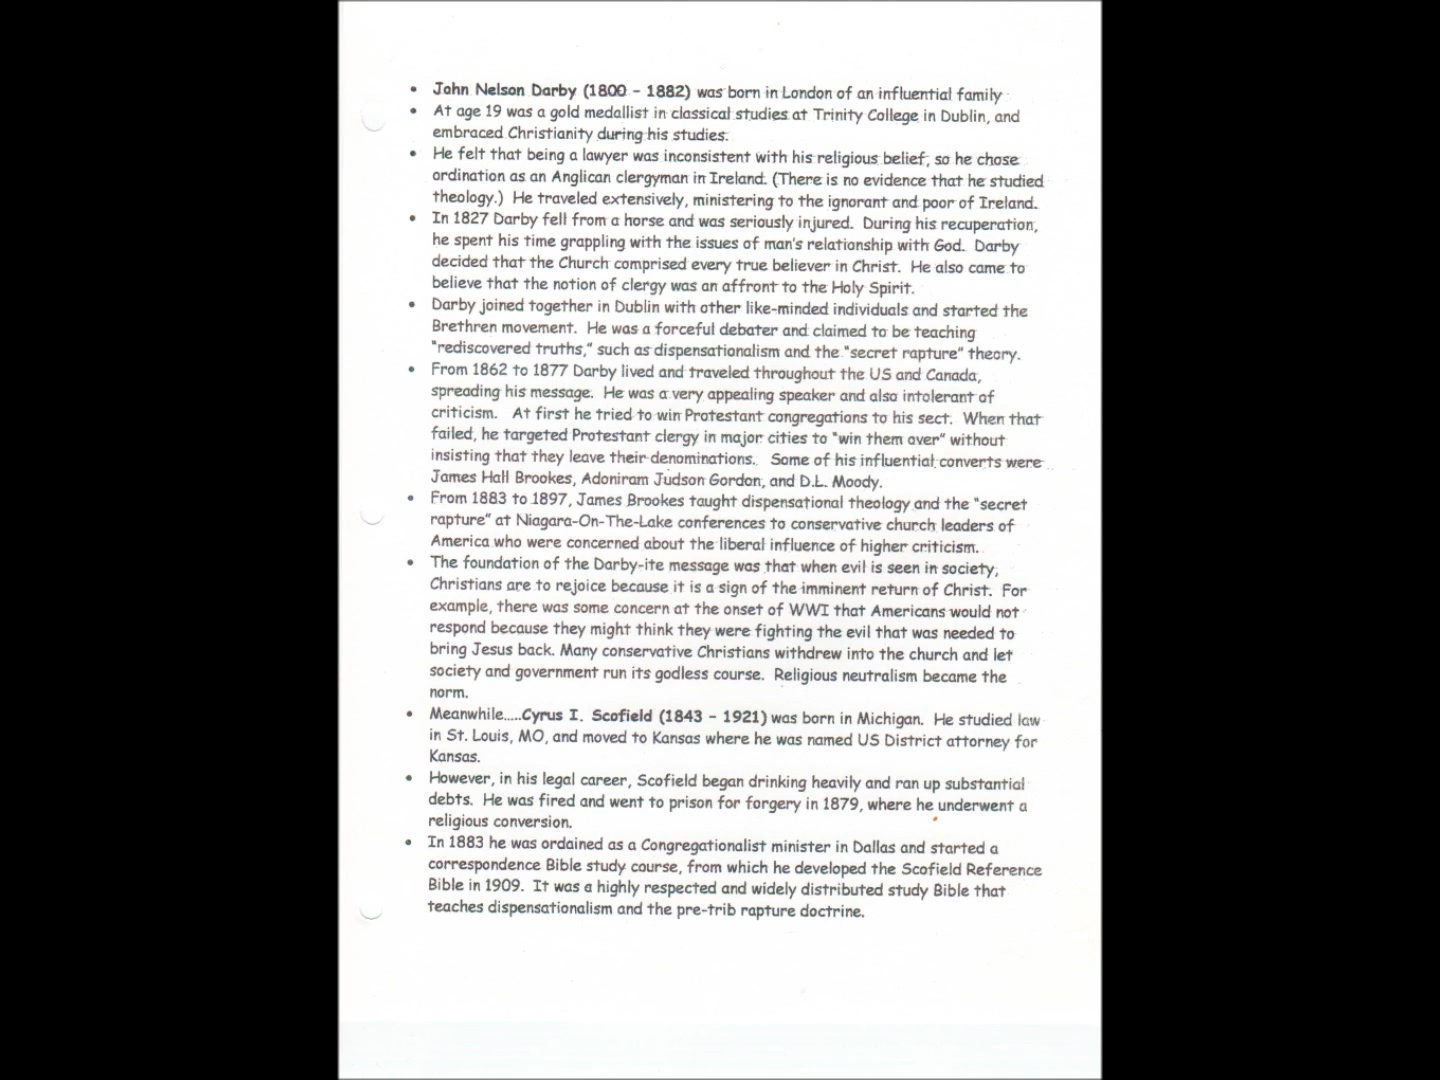 • John Nelson Darby (1800 - 1882) was born in London of an influential family
• At age 19 was a gold medallist in classical studies at Trinity College in Dublin, and
embraced Christianity during his studies.
• He felt that being a lawyer was inconsistent with his religious belief, so he chose
ordination as an Anglican clergyman in Ireland. (There is no evidence that he studied
theology.) He traveled extensively, ministering to the ignorant and poor of Ireland.
• In 1827 Darby fell from a horse and was seriously injured. During his recuperation,
he spent his time grappling with the issues of man's relationship with God. Darby
decided that the Church comprised every true believer in Christ. He also came to
believe that the notion of clergy was an affront to the Holy Spirit.
• Darby joined together in Dublin with other like-minded individuals and started the
Brethren movement. He was a forceful debater and claimed to be teaching
"rediscovered truths," such as dispensationalism and the "secret rapture" theory.
• From 1862 to 1877 Darby lived and traveled throughout the US and Canada,
spreading his message. He was a very appealing speaker and also intolerant of
criticism. At first he tried to win Protestant congregations to his sect. When that
failed, he targeted Protestant clergy in major cities to "win them over" without
insisting that they leave their denominations. Some of his influential converts were
James Hall Brookes, Adoniram Judson Gordon, and D.L. Moody.
• From 1883 to 1897, James Brookes taught dispensational theology and the "secret
rapture" at Niagara-On-The-Lake conferences to conservative church leaders of
America who were concerned about the liberal influence of higher criticism.
• The foundation of the Darby-ite message was that when evil is seen in society,
Christians are to rejoice because it is a sign of the imminent return of Christ. For
example, there was some concern at the onset of WWI that Americans would not
respond because they might think they were fighting the evil that was needed to
bring Jesus back. Many conservative Christians withdrew into the church and let
society and government run its godless course. Religious neutralism became the
norm.
• Meanwhile.....Cyrus I. Scofield (1843 - 1921) was born in Michigan. He studied law
in St. Louis, MO, and moved to Kansas where he was named US District attorney for
Kansas.
• However, in his legal career, Scofield began drinking heavily and ran up substantial
debts. He was fired and went to prison for forgery in 1879, where he underwent a
religious conversion.
• In 1883 he was ordained as a Congregationalist minister in Dallas and started a
correspondence Bible study course, from which he developed the Scofield Reference
Bible in 1909. It was a highly respected and widely distributed study Bible that
teaches dispensationalism and the pre-trib rapture doctrine.